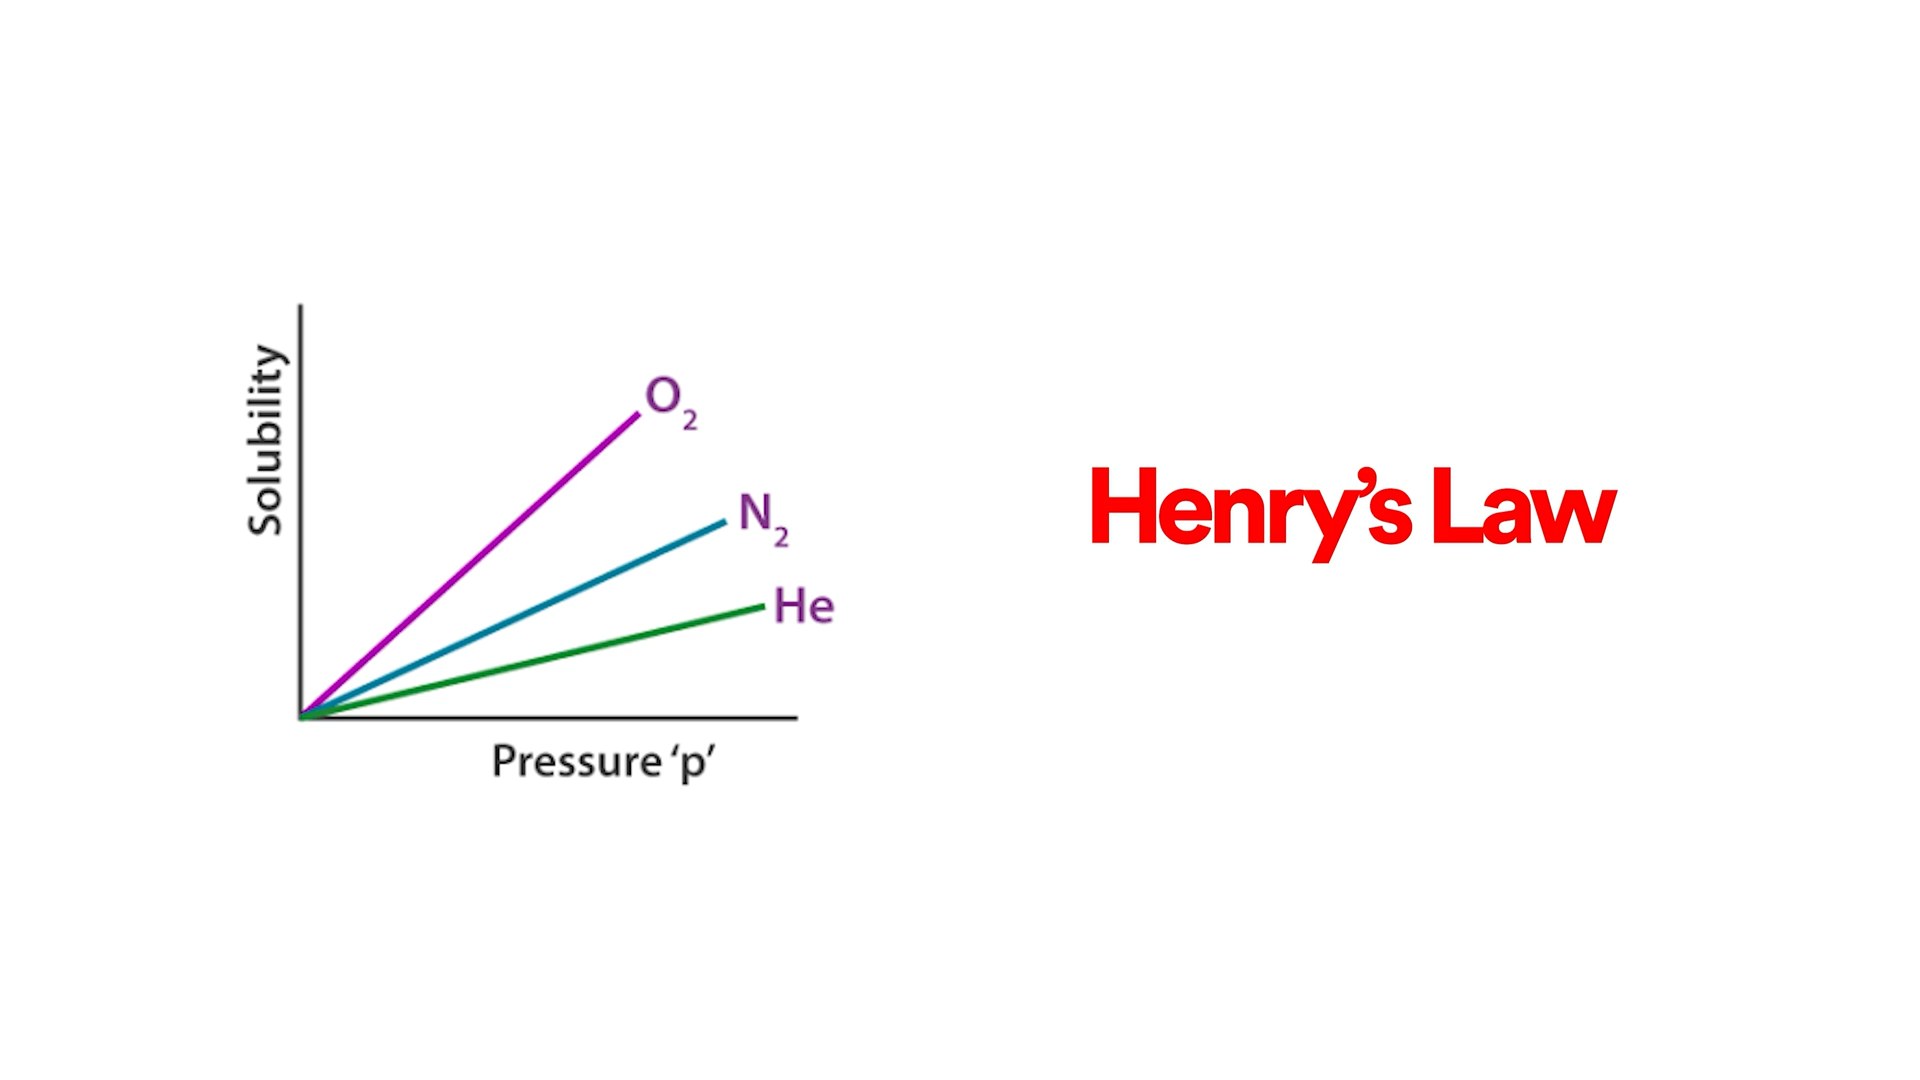 Solubility
O₂
N₂
He
Pressure ‘p’
Henry’s Law